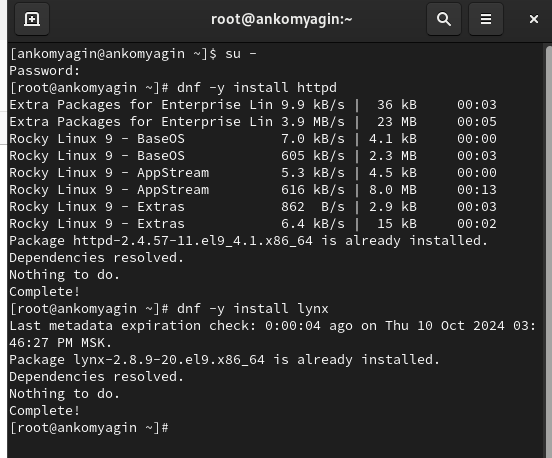 root@ankomyagin:~
[ankomyagin@ankomyagin ~]$ su -
Password:
[root@ankomyagin ~]# dnf -y install httpd
Extra Packages for Enterprise Lin 9.9 kB/s |  36 kB     00:03
Extra Packages for Enterprise Lin 3.9 MB/s |  23 MB     00:05
Rocky Linux 9 - BaseOS            7.0 kB/s | 4.1 kB     00:00
Rocky Linux 9 - BaseOS            605 kB/s | 2.3 MB     00:03
Rocky Linux 9 - AppStream         5.3 kB/s | 4.5 kB     00:00
Rocky Linux 9 - AppStream         616 kB/s | 8.0 MB     00:13
Rocky Linux 9 - Extras            862  B/s | 2.9 kB     00:03
Rocky Linux 9 - Extras            6.4 kB/s |  15 kB     00:02
Package httpd-2.4.57-11.el9_4.1.x86_64 is already installed.
Dependencies resolved.
Nothing to do.
Complete!
[root@ankomyagin ~]# dnf -y install lynx
Last metadata expiration check: 0:00:04 ago on Thu 10 Oct 2024 03:
46:27 PM MSK.
Package lynx-2.8.9-20.el9.x86_64 is already installed.
Dependencies resolved.
Nothing to do.
Complete!
[root@ankomyagin ~]#